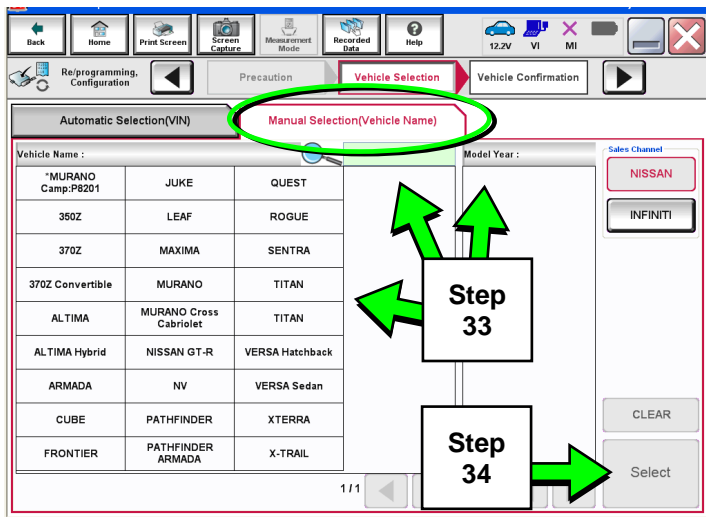 Back
Home
Print Screen
Screen
Capture
Measurement
Mode
Recorded
Data
Help
12.2V
VI
MI
Re/programming,
Configuration
Precaution
Vehicle Selection
Vehicle Confirmation
Automatic Selection(VIN)
Manual Selection(Vehicle Name)
Vehicle Name :
Model Year :
Sales Channel
*MURANO
Camp:P8201
JUKE
QUEST
NISSAN
350Z
LEAF
ROGUE
INFINITI
370Z
MAXIMA
SENTRA
370Z Convertible
MURANO
TITAN
Step
33
ALTIMA
MURANO Cross
Cabriolet
TITAN
ALTIMA Hybrid
NISSAN GT-R
VERSA Hatchback
ARMADA
NV
VERSA Sedan
CUBE
PATHFINDER
XTERRA
CLEAR
FRONTIER
PATHFINDER
ARMADA
X-TRAIL
Step
34
Select
1/1